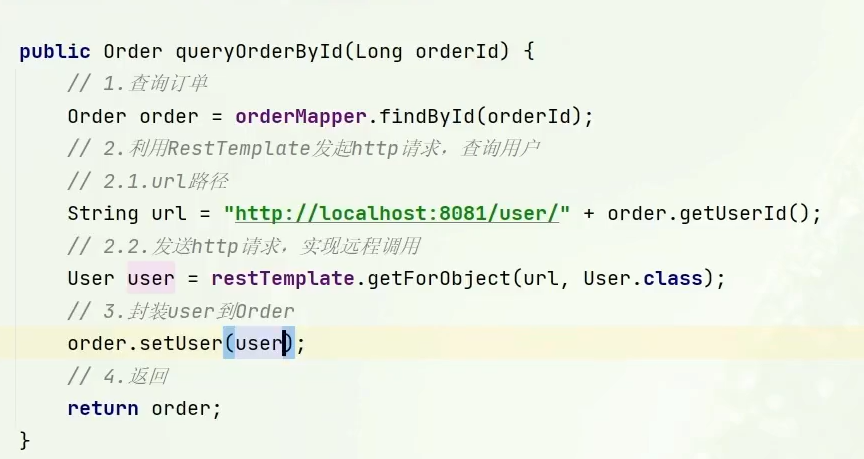 public Order queryOrderById(Long orderId) {
// 1.查询订单
Order order = orderMapper.findById(orderId);
// 2.利用RestTemplate发起http请求，查询用户
// 2.1.url路径
String url = "http://localhost:8081/user/" + order.getUserId();
// 2.2.发送http请求，实现远程调用
User user = restTemplate.getForObject(url, User.class);
// 3.封装user到Order
order.setUser(user);
// 4.返回
return order;
}